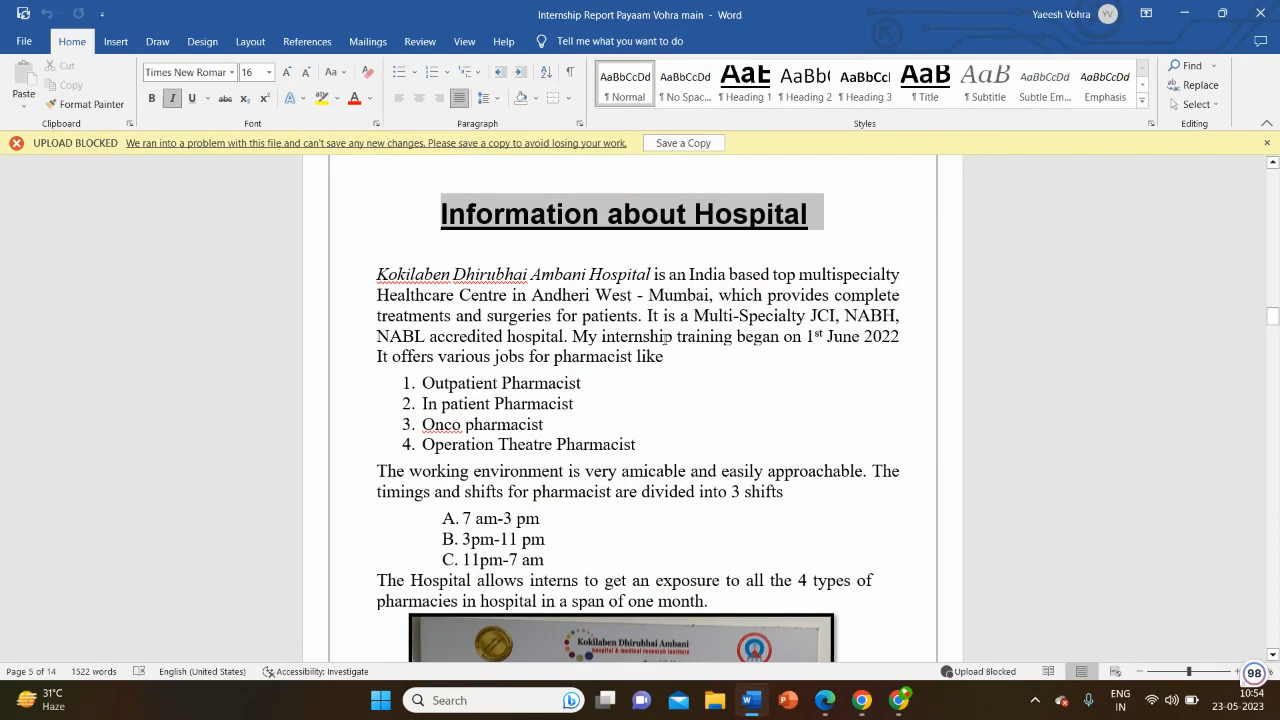 Internship Report Payaam Vohra main - Word
Yaeesh Vohra YV
File Home Insert Draw Design Layout References Mailings Review View Help Tell me what you want to do
Paste Cut Copy Format Painter
Times New Romar 16
AaBbCcDd AaBbCcDd AaB AaBb( AaBbCcl AaBb AaB AaBbCcDd AaBbCcDd
¶ Normal ¶ No Spac... ¶ Heading 1 ¶ Heading 2 ¶ Heading 3 ¶ Title ¶ Subtitle Subtle Em... Emphasis
Find
Replace
Select
Clipboard Font Paragraph Styles Editing
UPLOAD BLOCKED We ran into a problem with this file and can't save any new changes. Please save a copy to avoid losing your work. Save a Copy
Information about Hospital
Kokilaben Dhirubhai Ambani Hospital is an India based top multispecialty
Healthcare Centre in Andheri West - Mumbai, which provides complete
treatments and surgeries for patients. It is a Multi-Specialty JCI, NABH,
NABL accredited hospital. My internship training began on 1st June 2022
It offers various jobs for pharmacist like
1. Outpatient Pharmacist
2. In patient Pharmacist
3. Onco pharmacist
4. Operation Theatre Pharmacist
The working environment is very amicable and easily approachable. The
timings and shifts for pharmacist are divided into 3 shifts
A. 7 am-3 pm
B. 3pm-11 pm
C. 11pm-7 am
The Hospital allows interns to get an exposure to all the 4 types of
pharmacies in hospital in a span of one month.
Kokilaben Dhirubhai Ambani
hospital & medical research institute
Page 5 of 14 1522 words English (United States) Accessibility: Investigate Upload Blocked 98
31°C
Haze
Search
ENG
IN
10:54
23-05-2023